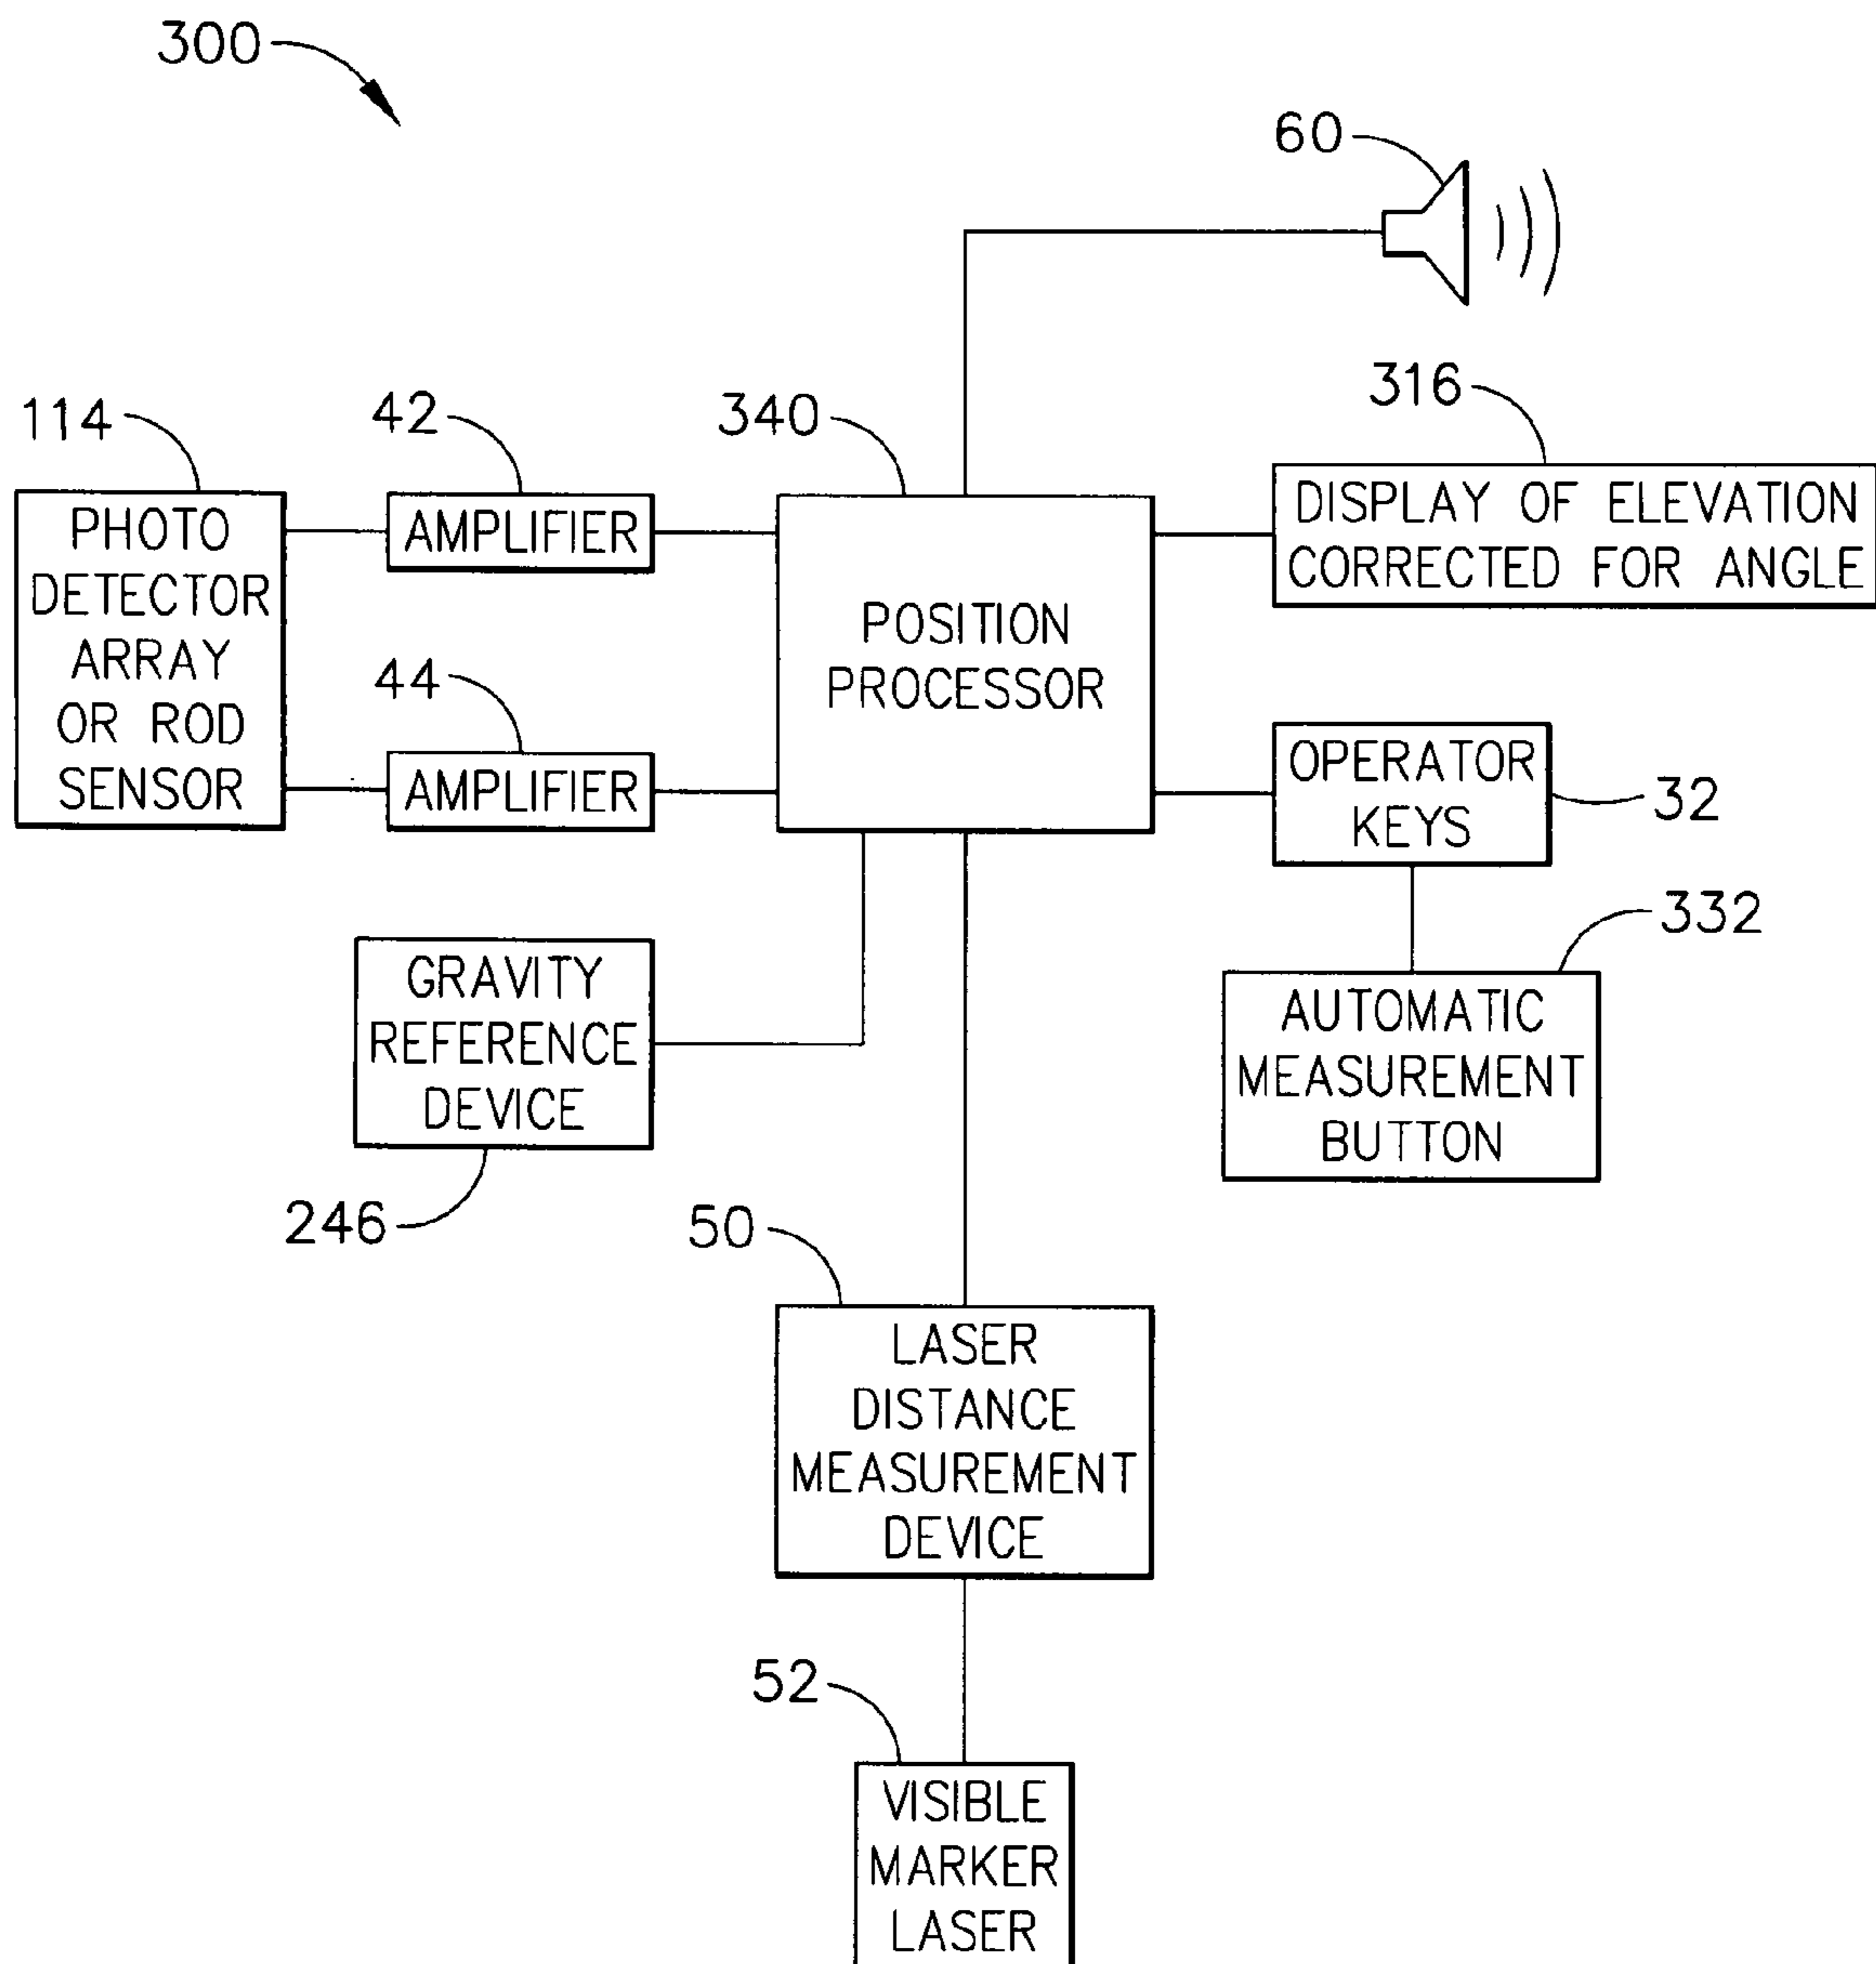 300
60
316
DISPLAY OF ELEVATION
CORRECTED FOR ANGLE
114
PHOTO
DETECTOR
ARRAY
OR ROD
SENSOR
42
AMPLIFIER
44
AMPLIFIER
340
POSITION
PROCESSOR
OPERATOR
KEYS
32
332
AUTOMATIC
MEASUREMENT
BUTTON
GRAVITY
REFERENCE
DEVICE
246
50
LASER
DISTANCE
MEASUREMENT
DEVICE
52
VISIBLE
MARKER
LASER